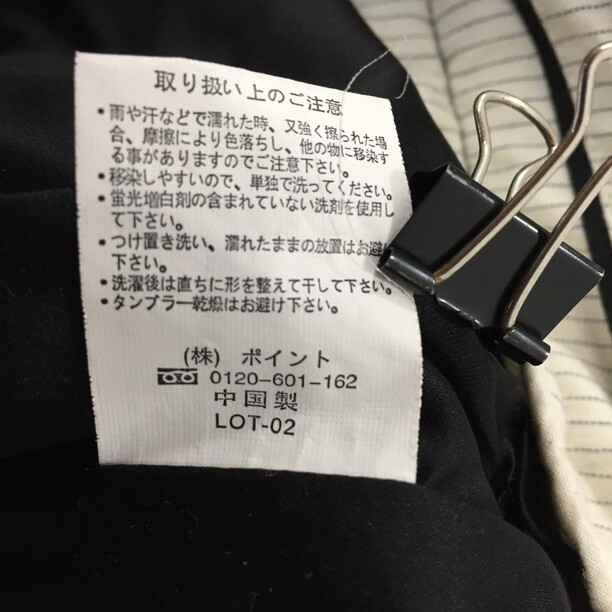 取り扱い上のご注意
・雨や汗などで濡れた時、又強く擦られた場
合、摩擦により色落ちし、他の物に移染す
る事がありますのでご注意下さい。
・移染しやすいので、単独で洗ってください。
・蛍光増白剤の含まれていない洗剤を使用し
て下さい。
・つけ置き洗い、濡れたままの放置はお避け
下さい。
・洗濯後は直ちに形を整えて干して下さい。
・タンブラー乾燥はお避け下さい。
(株) ポイント
0120-601-162
中国製
LOT-02